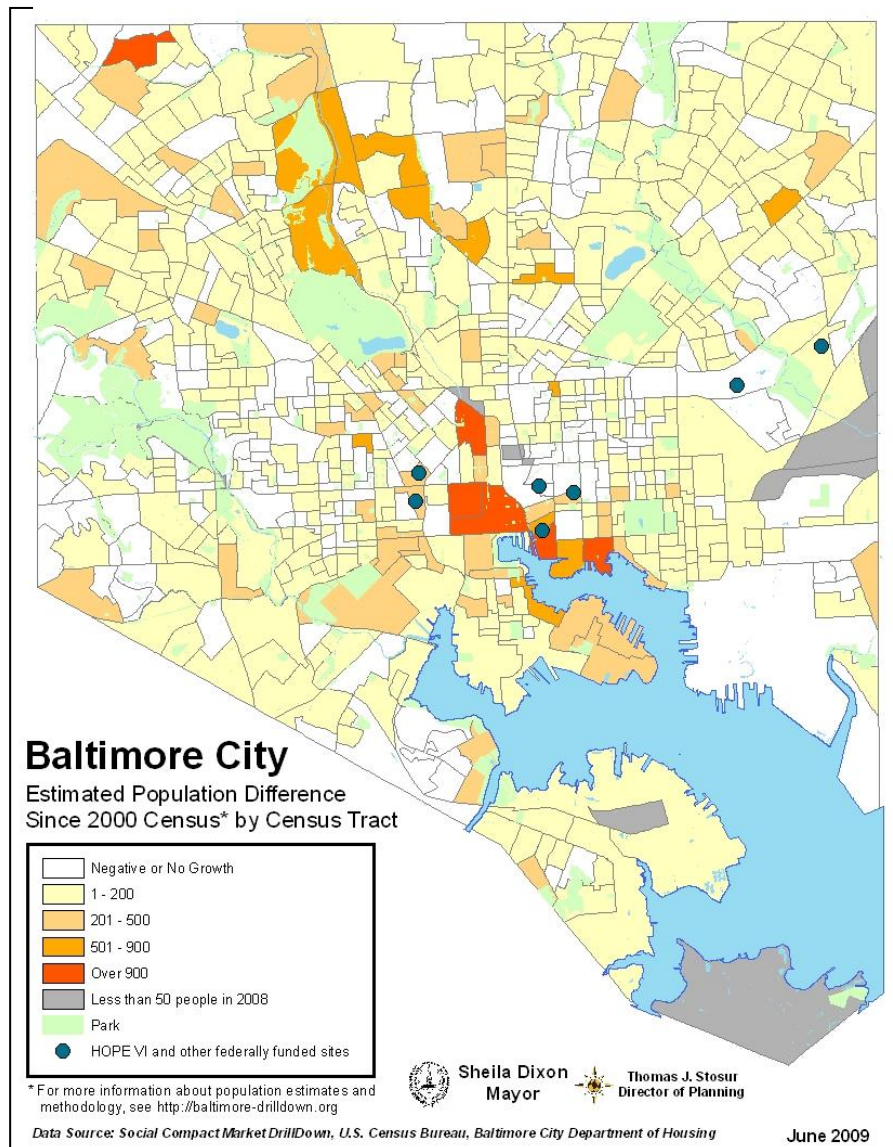 Baltimore City
Estimated Population Difference
Since 2000 Census* by Census Tract
Negative or No Growth
1 - 200
201 - 500
501 - 900
Over 900
Less than 50 people in 2008
Park
HOPE VI and other federally funded sites
* For more information about population estimates and
methodology, see http://baltimore-drilldown.org
Sheila Dixon
Mayor
Thomas J. Stosur
Director of Planning
Data Source: Social Compact Market DrillDown, U.S. Census Bureau, Baltimore City Department of Housing
June 2009